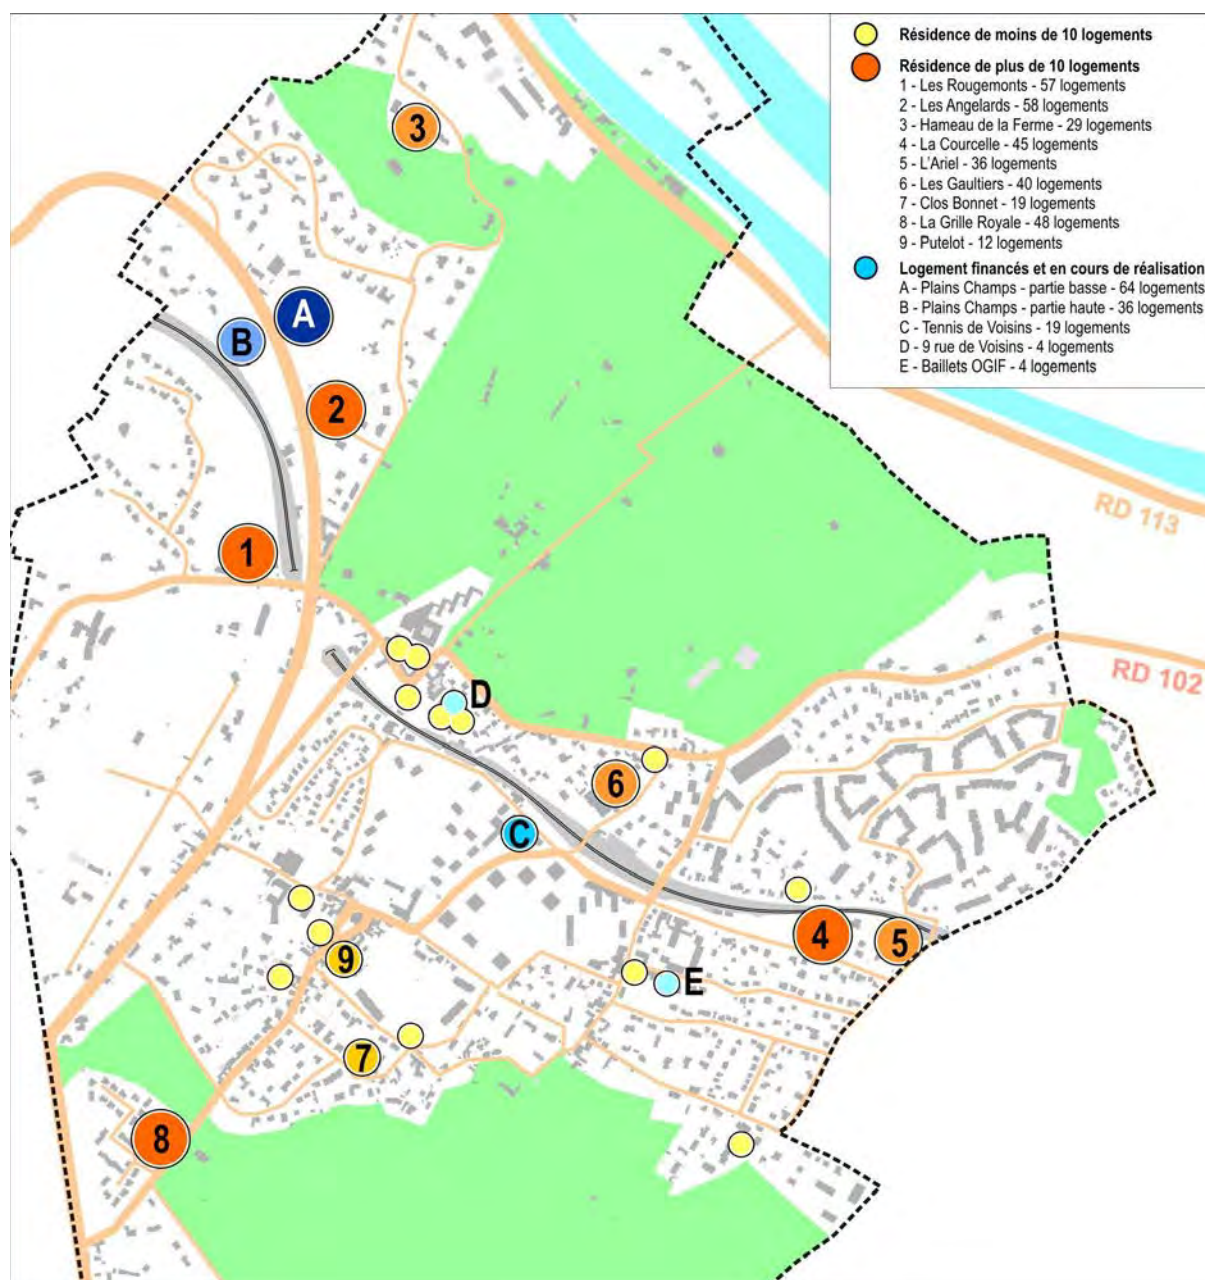 Résidence de moins de 10 logements
Résidence de plus de 10 logements
1 - Les Rougemonts - 57 logements
2 - Les Angelards - 58 logements
3 - Hameau de la Ferme - 29 logements
4 - La Courcelle - 45 logements
5 - L'Ariel - 36 logements
6 - Les Gaultiers - 40 logements
7 - Clos Bonnet - 19 logements
8 - La Grille Royale - 48 logements
9 - Putelot - 12 logements
Logement financés et en cours de réalisation
A - Plains Champs - partie basse - 64 logements
B - Plains Champs - partie haute - 36 logements
C - Tennis de Voisins - 19 logements
D - 9 rue de Voisins - 4 logements
E - Baillets OGIF - 4 logements
3
A
B
2
RD 113
1
RD 102
D
6
C
4
5
9
E
7
8